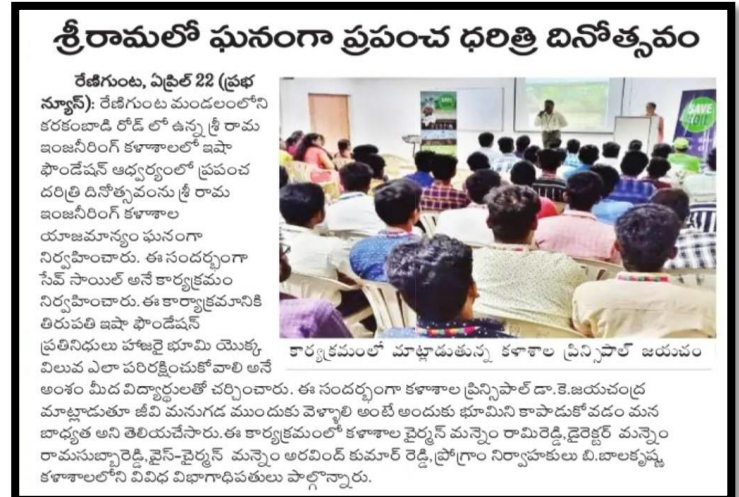 శ్రీరామలో ఘనంగా ప్రపంచ ధరిత్రి దినోత్సవం
రేణిగుంట, ఏప్రిల్ 22 (ప్రభ
న్యూస్): రేణిగుంట మండలంలోని
కరకంబాడి రోడ్ లో ఉన్న శ్రీ రామ
ఇంజనీరింగ్ కళాశాలలో ఇషా
ఫౌండేషన్ ఆధ్వర్యంలో ప్రపంచ
దరిత్రి దినోత్సవంను శ్రీ రామ
ఇంజనీరింగ్ కళాశాల
యాజమాన్యం ఘనంగా
నిర్వహించారు. ఈ సందర్భంగా
సేవ్ సాయిల్ అనే కార్యక్రమం
నిర్వహించారు.ఈ కార్యాక్రమానికి
తిరుపతి ఇషా ఫౌండేషన్
ప్రతినిధులు హాజరై భూమి యొక్క
విలువ ఎలా పరిరక్షించుకోవాలి అనే
SAVE
కార్యక్రమంలో మాట్లాడుతున్న కళాశాల ప్రిన్సిపాల్ జయచం
అంశం మీద విద్యార్థులతో చర్చించారు. ఈ సందర్భంగా కళాశాల ప్రిన్సిపాల్ డా.కె.జయచంద్ర
మాట్లాడుతూ జీవి మనుగడ ముందుకు వెళ్ళాలి అంటే అందుకు భూమిని కాపాడుకోవడం మన
బాధ్యత అని తెలియచేసారు.ఈ కార్యక్రమంలో కళాశాల చైర్మన్ మన్నెం రామిరెడ్డి,డైరెక్టర్ మన్నెం
రామసుబ్బారెడ్డి,వైస్-చైర్మన్ మన్నెం అరవింద్ కుమార్ రెడ్డి,ప్రోగ్రాం నిర్వాహకులు బి.బాలకృష్ణ
కళాశాలలోని వివిధ విభాగాధిపతులు పాల్గొన్నారు.